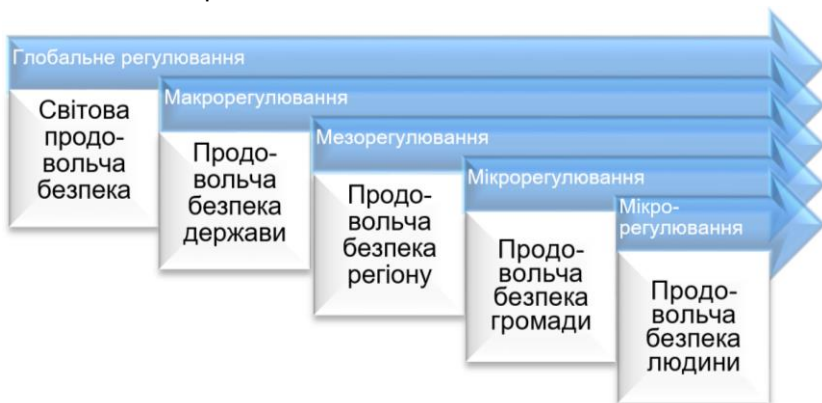 Глобальне регулювання
Світова
продо-
вольча
безпека
Макрорегулювання
Продо-
вольча
безпека
держави
Мезорегулювання
Продо-
вольча
безпека
регіону
Мікрорегулювання
Продо-
вольча
безпека
громади
Мікро-
регулювання
Продо-
вольча
безпека
людини